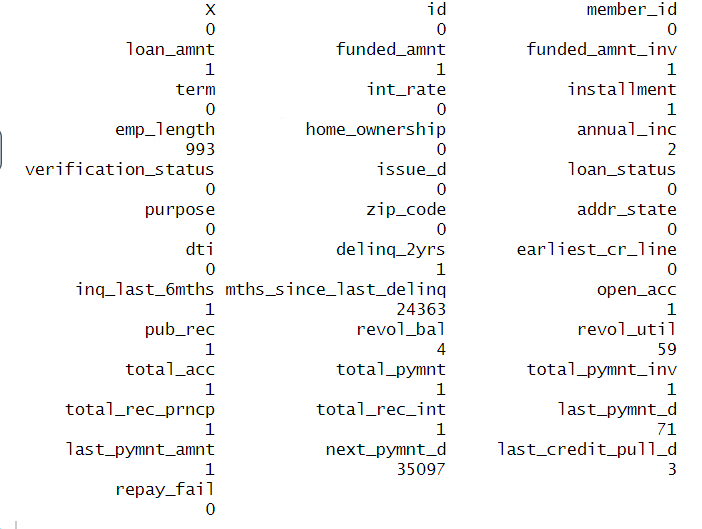 X id member_id
0 0 0
loan_amnt funded_amnt funded_amnt_inv
1 1 1
term int_rate installment
0 0 1
emp_length home_ownership annual_inc
993 0 2
verification_status issue_d loan_status
0 0 0
purpose zip_code addr_state
0 0 0
dti delinq_2yrs earliest_cr_line
0 1 0
inq_last_6mths mths_since_last_delinq open_acc
1 24363 1
pub_rec revol_bal revol_util
1 4 59
total_acc total_pymnt total_pymnt_inv
1 1 1
total_rec_prncp total_rec_int last_pymnt_d
1 1 71
last_pymnt_amnt next_pymnt_d last_credit_pull_d
1 35097 3
repay_fail
0